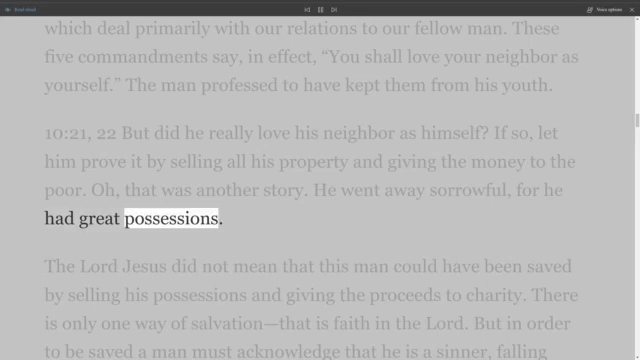 Read aloud
Voice options
which deal primarily with our relations to our fellow man. These
five commandments say, in effect, “You shall love your neighbor as
yourself.” The man professed to have kept them from his youth.
10:21, 22 But did he really love his neighbor as himself? If so, let
him prove it by selling all his property and giving the money to the
poor. Oh, that was another story. He went away sorrowful, for he
had great possessions.
The Lord Jesus did not mean that this man could have been saved
by selling his possessions and giving the proceeds to charity. There
is only one way of salvation—that is faith in the Lord. But in order
to be saved a man must acknowledge that he is a sinner, falling